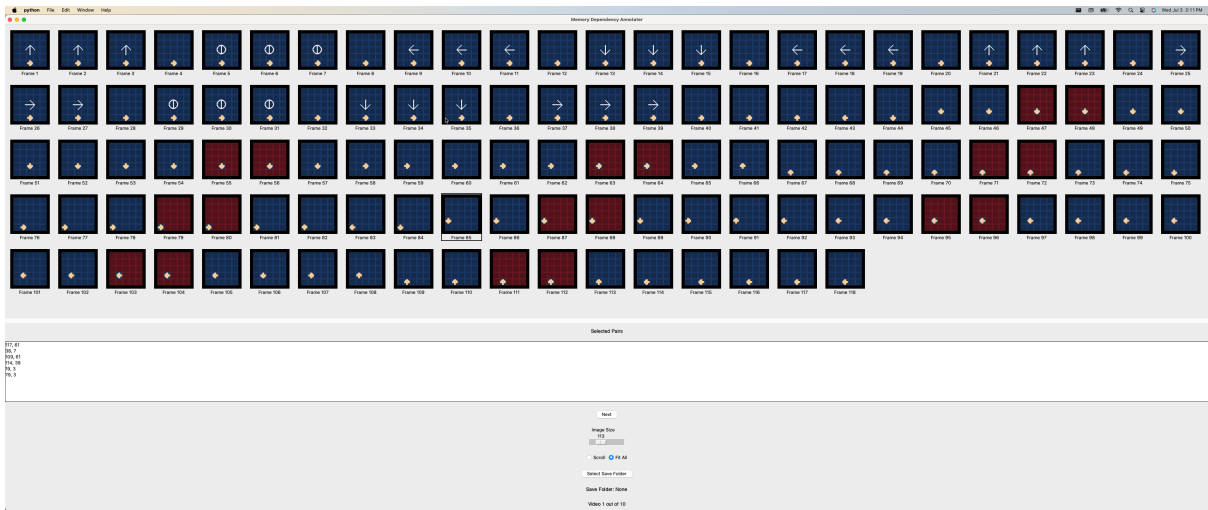 python File Edit Window Help Wed Jul 3 2:11 PM
Memory Dependency Annotater
Frame 1 Frame 2 Frame 3 Frame 4 Frame 5 Frame 6 Frame 7 Frame 8 Frame 9 Frame 10 Frame 11 Frame 12 Frame 13 Frame 14 Frame 15 Frame 16 Frame 17 Frame 18 Frame 19 Frame 20 Frame 21 Frame 22 Frame 23 Frame 24 Frame 25
Frame 26 Frame 27 Frame 28 Frame 29 Frame 30 Frame 31 Frame 32 Frame 33 Frame 34 Frame 35 Frame 36 Frame 37 Frame 38 Frame 39 Frame 40 Frame 41 Frame 42 Frame 43 Frame 44 Frame 45 Frame 46 Frame 47 Frame 48 Frame 49 Frame 50
Frame 51 Frame 52 Frame 53 Frame 54 Frame 55 Frame 56 Frame 57 Frame 58 Frame 59 Frame 60 Frame 61 Frame 62 Frame 63 Frame 64 Frame 65 Frame 66 Frame 67 Frame 68 Frame 69 Frame 70 Frame 71 Frame 72 Frame 73 Frame 74 Frame 75
Frame 76 Frame 77 Frame 78 Frame 79 Frame 80 Frame 81 Frame 82 Frame 83 Frame 84 Frame 85 Frame 86 Frame 87 Frame 88 Frame 89 Frame 90 Frame 91 Frame 92 Frame 93 Frame 94 Frame 95 Frame 96 Frame 97 Frame 98 Frame 99 Frame 100
Frame 101 Frame 102 Frame 103 Frame 104 Frame 105 Frame 106 Frame 107 Frame 108 Frame 109 Frame 110 Frame 111 Frame 112 Frame 113 Frame 114 Frame 115 Frame 116 Frame 117 Frame 118
Selected Pairs
117, 61
38, 7
109, 61
114, 39
19, 3
79, 3
Next
Image Size
113
Scroll Fit All
Select Save Folder
Save Folder: None
Video 1 out of 10